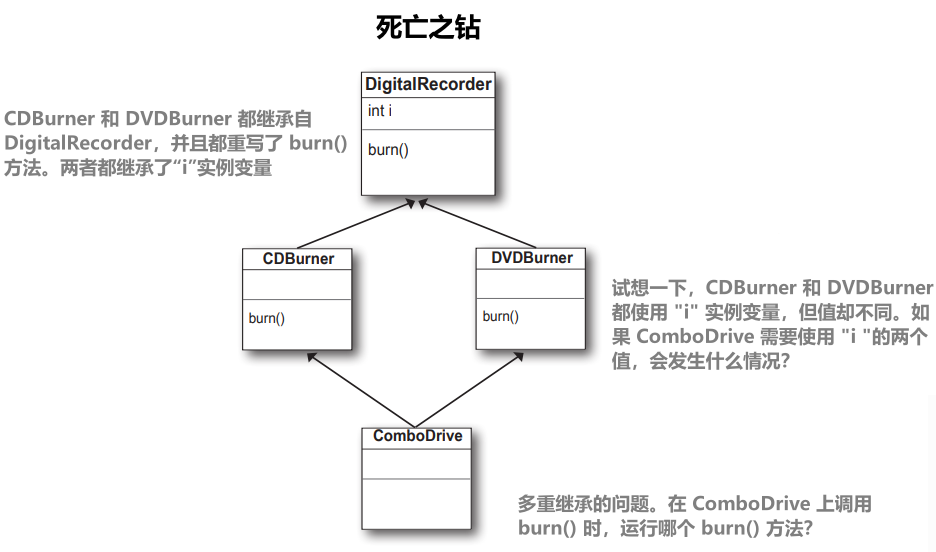 死亡之钻
DigitalRecorder
int i
burn()
CDBurner 和 DVDBurner 都继承自
DigitalRecorder，并且都重写了 burn()
方法。两者都继承了“i”实例变量
CDBurner
burn()
DVDBurner
burn()
试想一下，CDBurner 和 DVDBurner
都使用 "i" 实例变量，但值却不同。如
果 ComboDrive 需要使用 "i "的两个
值，会发生什么情况？
ComboDrive
多重继承的问题。在 ComboDrive 上调用
burn() 时，运行哪个 burn() 方法？